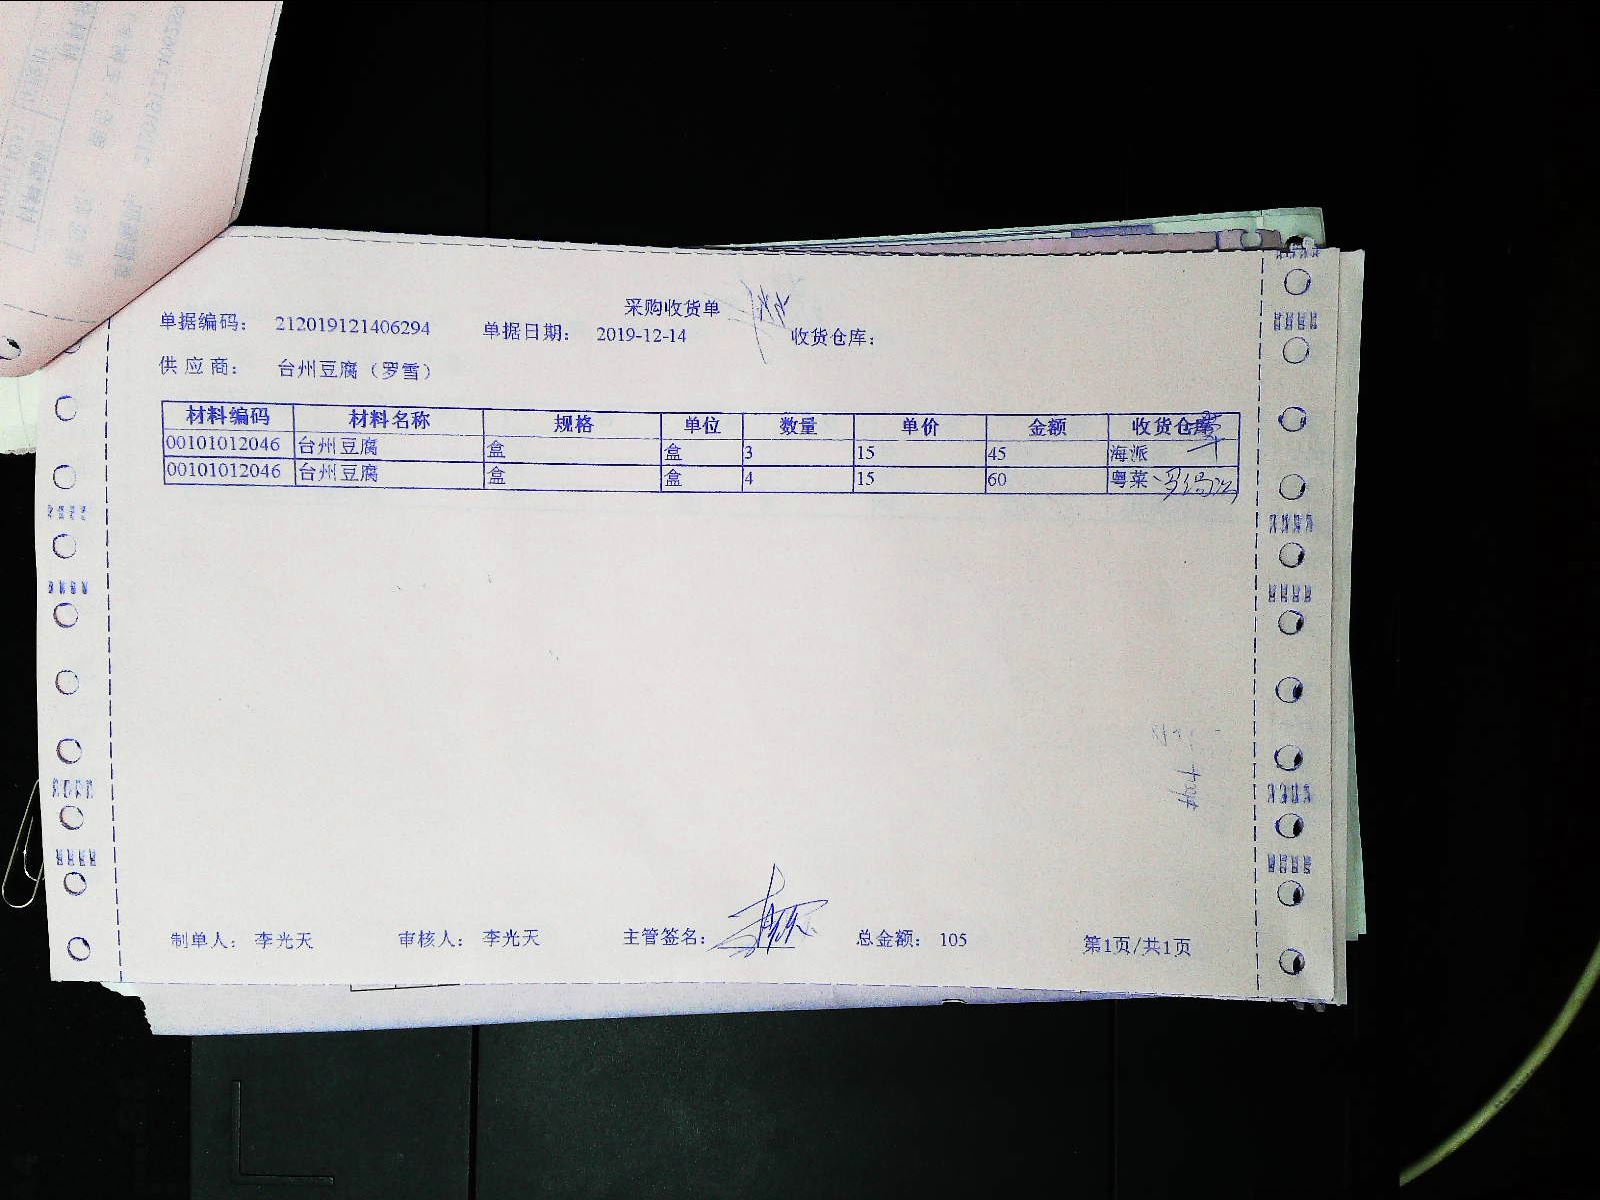 采购收货单
单据编码： 212019121406294 单据日期： 2019-12-14 收货仓库：
供应商： 台州豆腐（罗雪）
材料编码 材料名称 规格 单位 数量 单价 金额 收货仓库
00101012046 台州豆腐 盒 盒 3 15 45 海派
00101012046 台州豆腐 盒 盒 4 15 60 粤菜
制单人： 李光天 审核人： 李光天 主管签名： 总金额： 105 第1页/共1页